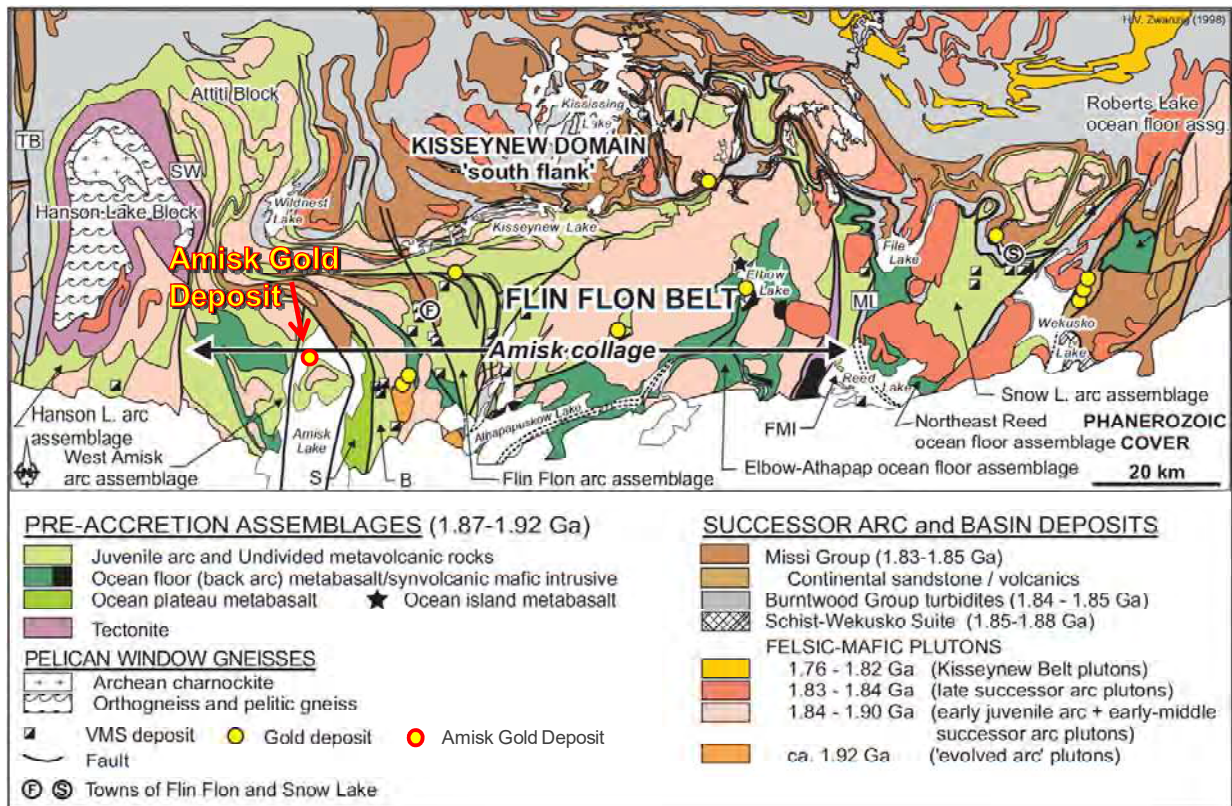 H.V. Zwanzig (1998)
Attiti Block
Kississing
Lake
Roberts Lake
ocean floor assg.
TB
KISSEYNEW DOMAIN
'south flank'
SW
Hanson Lake Block
Wildnest
Lake
Kisseynew Lake
Amisk Gold
Deposit
File
Lake
S
Elbow
Lake
FLIN FLON BELT
ML
F
Wekusko
Lake
Amisk collage
Reed
Lake
Snow L. arc assemblage
Hanson L. arc
assemblage
Athapapuskow Lake
FMI
Northeast Reed
ocean floor assemblage
PHANEROZOIC
COVER
Amisk
Lake
West Amisk
arc assemblage
Elbow-Athapap ocean floor assemblage
S
B
Flin Flon arc assemblage
20 km
PRE-ACCRETION ASSEMBLAGES (1.87-1.92 Ga)
Juvenile arc and Undivided metavolcanic rocks
Ocean floor (back arc) metabasalt/synvolcanic mafic intrusive
Ocean plateau metabasalt
Ocean island metabasalt
Tectonite
PELICAN WINDOW GNEISSES
Archean charnockite
Orthogneiss and pelitic gneiss
VMS deposit
Gold deposit
Amisk Gold Deposit
Fault
F S Towns of Flin Flon and Snow Lake
SUCCESSOR ARC and BASIN DEPOSITS
Missi Group (1.83-1.85 Ga)
Continental sandstone / volcanics
Burntwood Group turbidites (1.84 - 1.85 Ga)
Schist-Wekusko Suite (1.85-1.88 Ga)
FELSIC-MAFIC PLUTONS
1.76 - 1.82 Ga (Kisseynew Belt plutons)
1.83 - 1.84 Ga (late successor arc plutons)
1.84 - 1.90 Ga (early juvenile arc + early-middle
successor arc plutons)
ca. 1.92 Ga ('evolved arc' plutons)